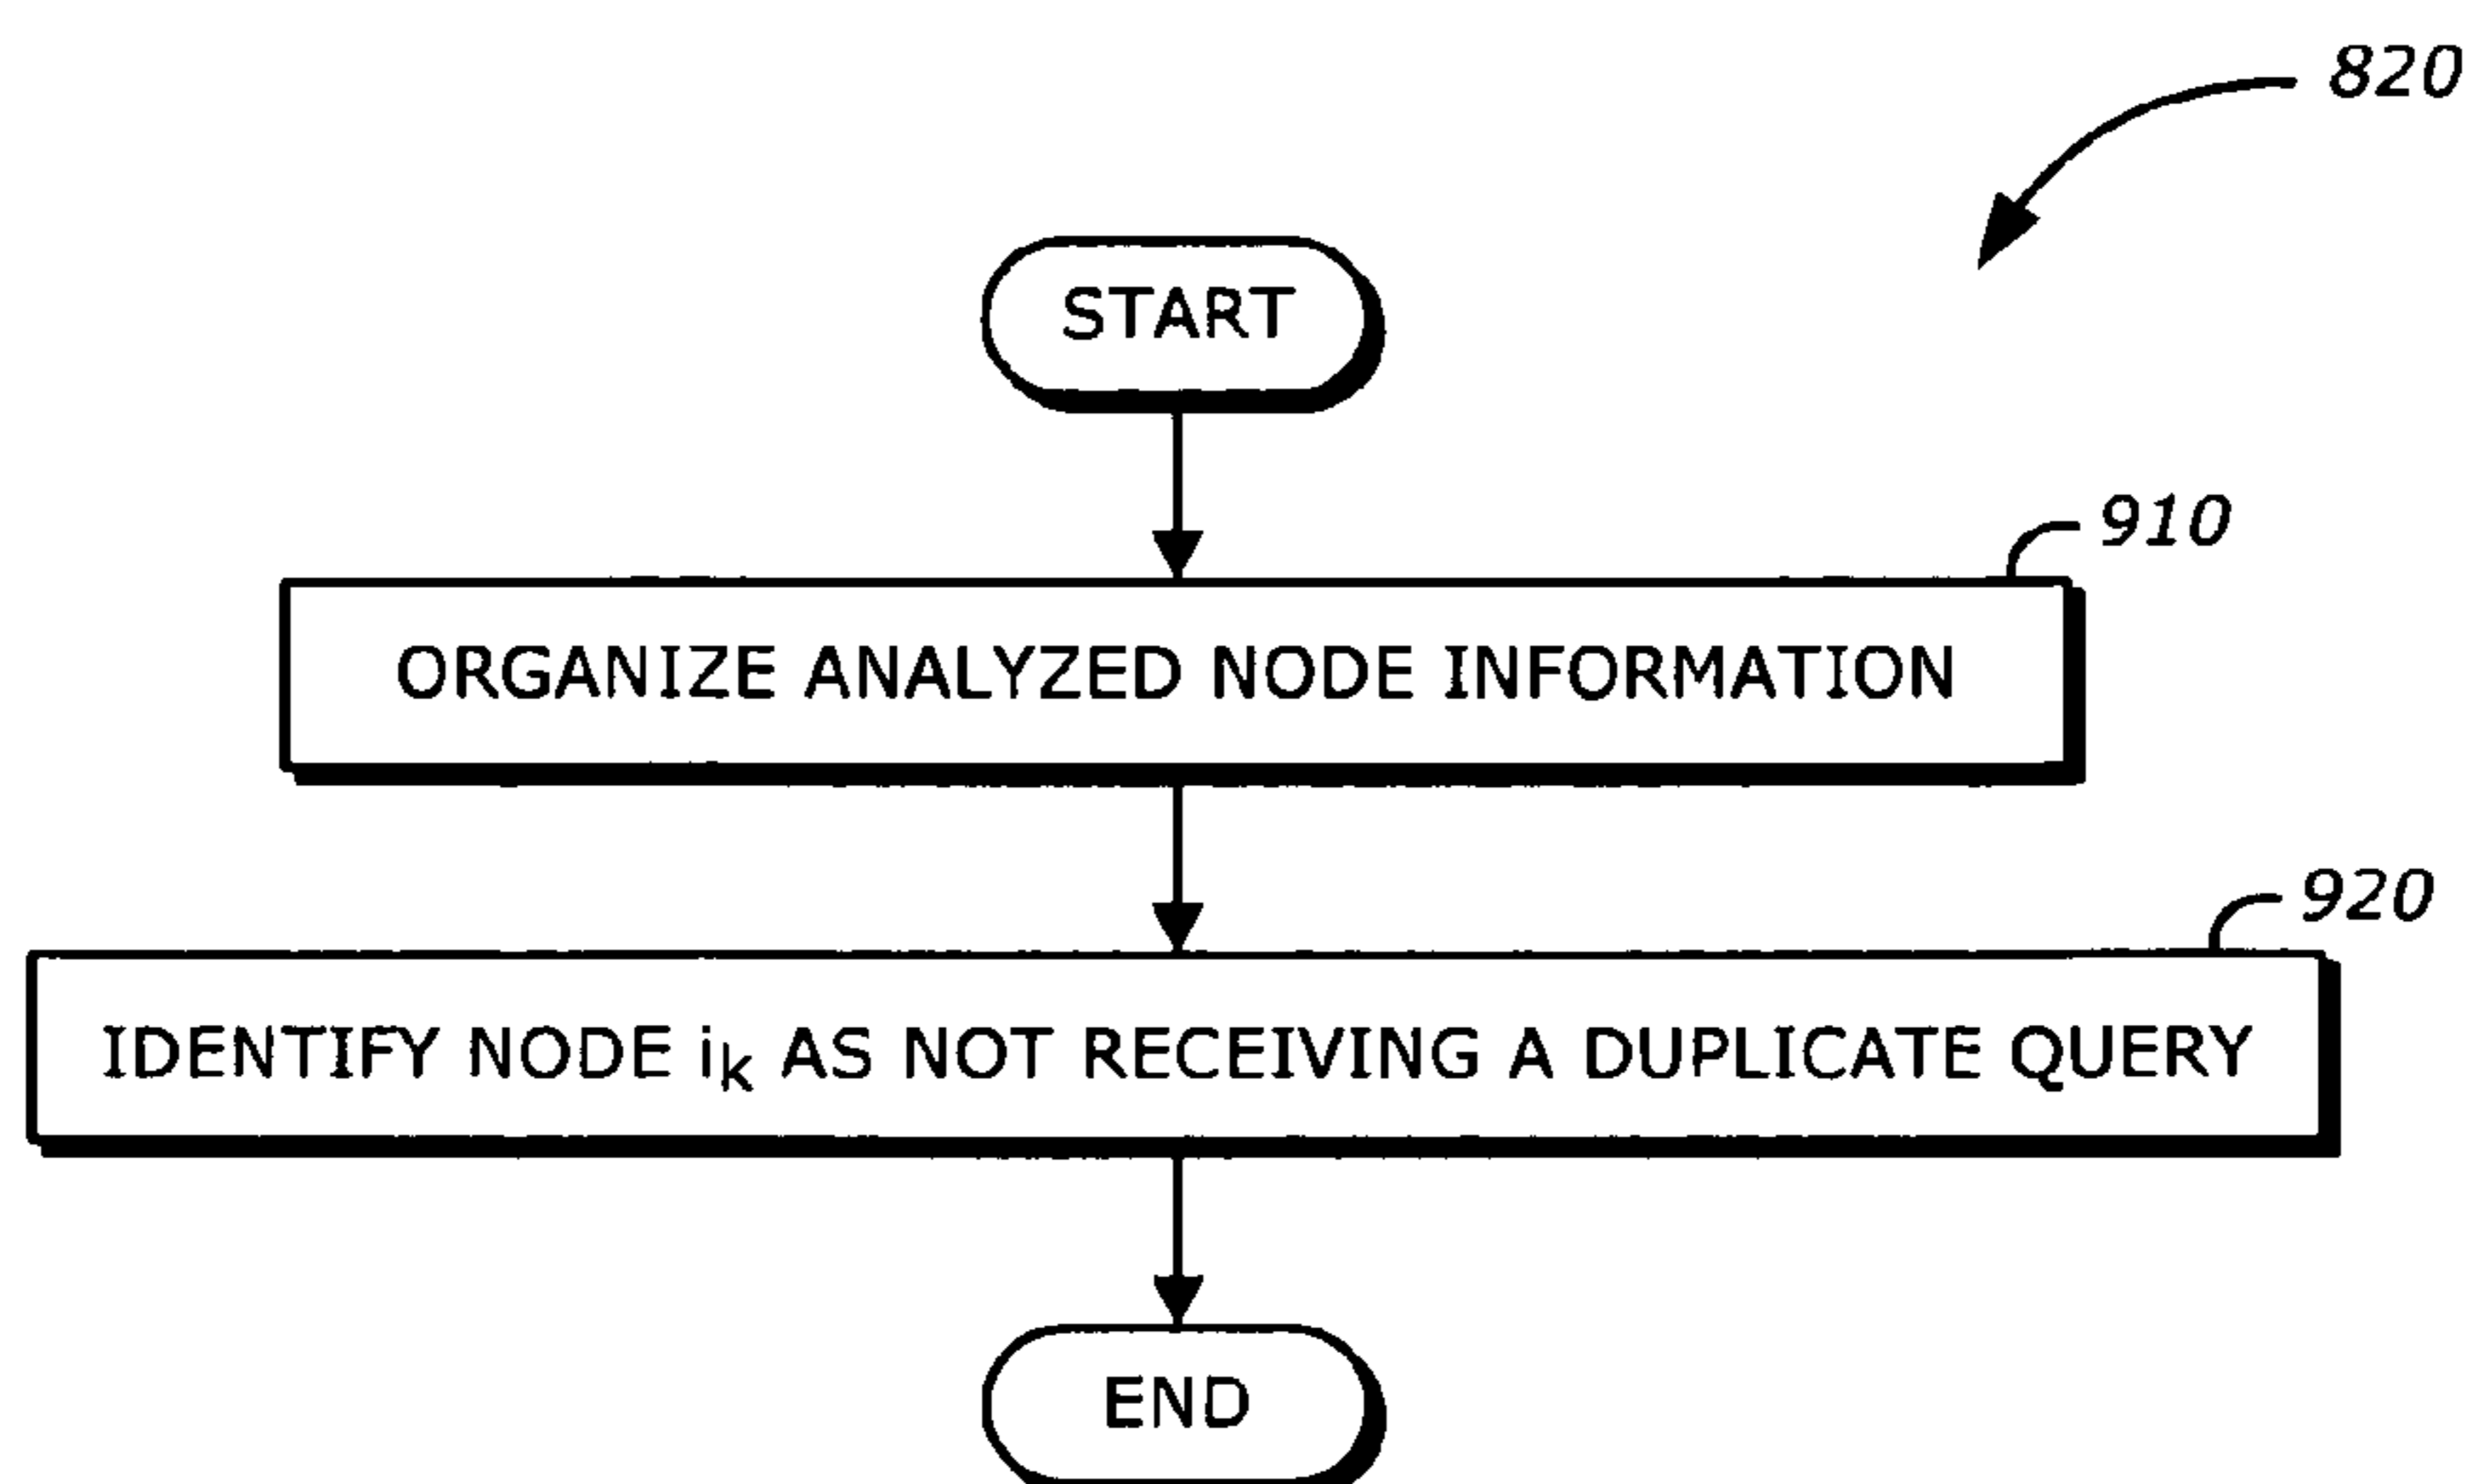 820
START
910
ORGANIZE ANALYZED NODE INFORMATION
920
IDENTIFY NODE iₖ AS NOT RECEIVING A DUPLICATE QUERY
END